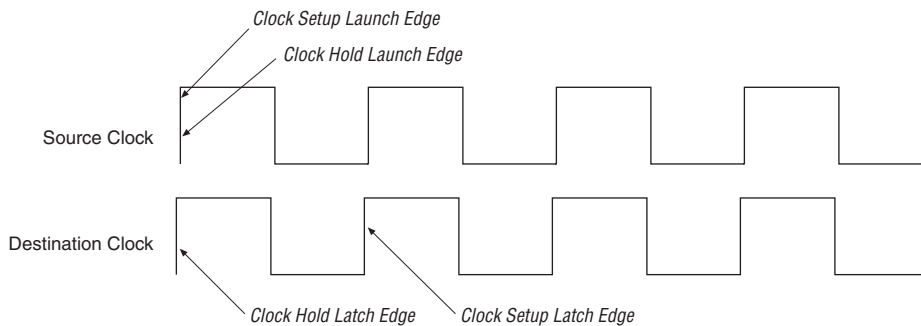 Clock Setup Launch Edge
Clock Hold Launch Edge
Source Clock
Destination Clock
Clock Hold Latch Edge
Clock Setup Latch Edge